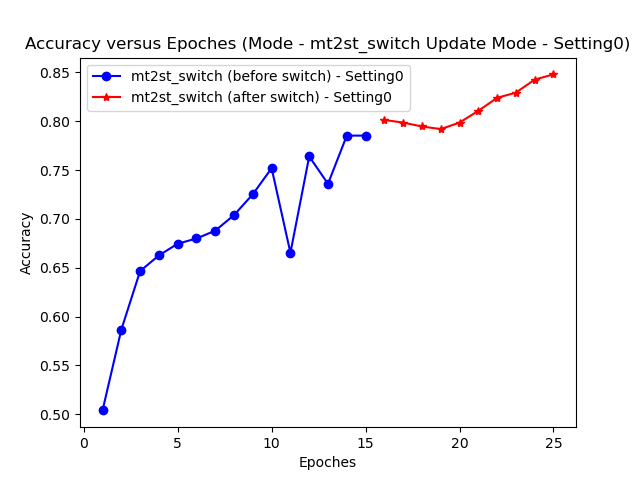 Accuracy versus Epoches (Mode - mt2st_switch Update Mode - Setting0)
mt2st_switch (before switch) - Setting0
mt2st_switch (after switch) - Setting0
0.85
0.80
0.75
0.70
0.65
0.60
0.55
0.50
Accuracy
0 5 10 15 20 25
Epoches